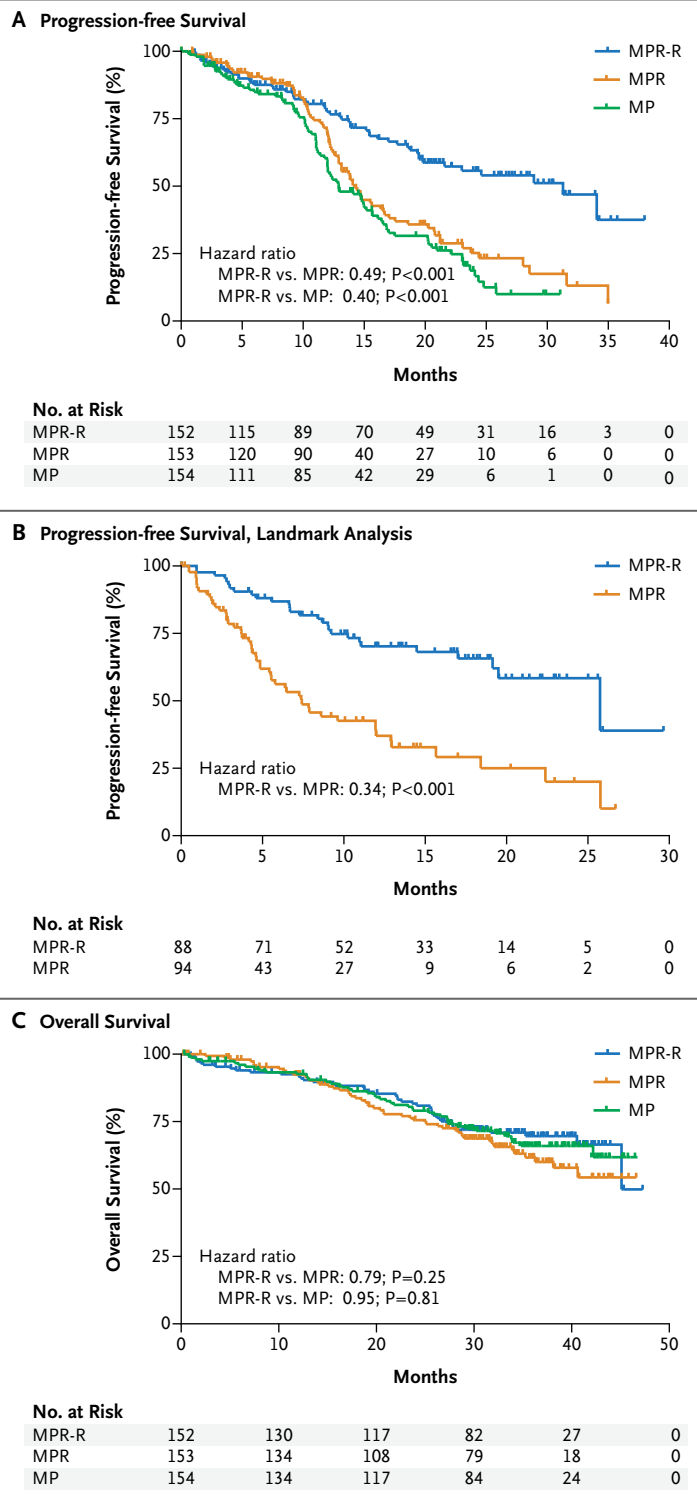 A Progression-free Survival
100
75
50
25
0
Progression-free Survival (%)
MPR-R
MPR
MP
Hazard ratio
MPR-R vs. MPR: 0.49; P<0.001
MPR-R vs. MP: 0.40; P<0.001
0 5 10 15 20 25 30 35 40
Months
No. at Risk
MPR-R 152 115 89 70 49 31 16 3 0
MPR 153 120 90 40 27 10 6 0 0
MP 154 111 85 42 29 6 1 0 0
B Progression-free Survival, Landmark Analysis
100
75
50
25
0
Progression-free Survival (%)
MPR-R
MPR
Hazard ratio
MPR-R vs. MPR: 0.34; P<0.001
0 5 10 15 20 25 30
Months
No. at Risk
MPR-R 88 71 52 33 14 5 0
MPR 94 43 27 9 6 2 0
C Overall Survival
100
75
50
25
0
Overall Survival (%)
MPR-R
MPR
MP
Hazard ratio
MPR-R vs. MPR: 0.79; P=0.25
MPR-R vs. MP: 0.95; P=0.81
0 10 20 30 40 50
Months
No. at Risk
MPR-R 152 130 117 82 27 0
MPR 153 134 108 79 18 0
MP 154 134 117 84 24 0